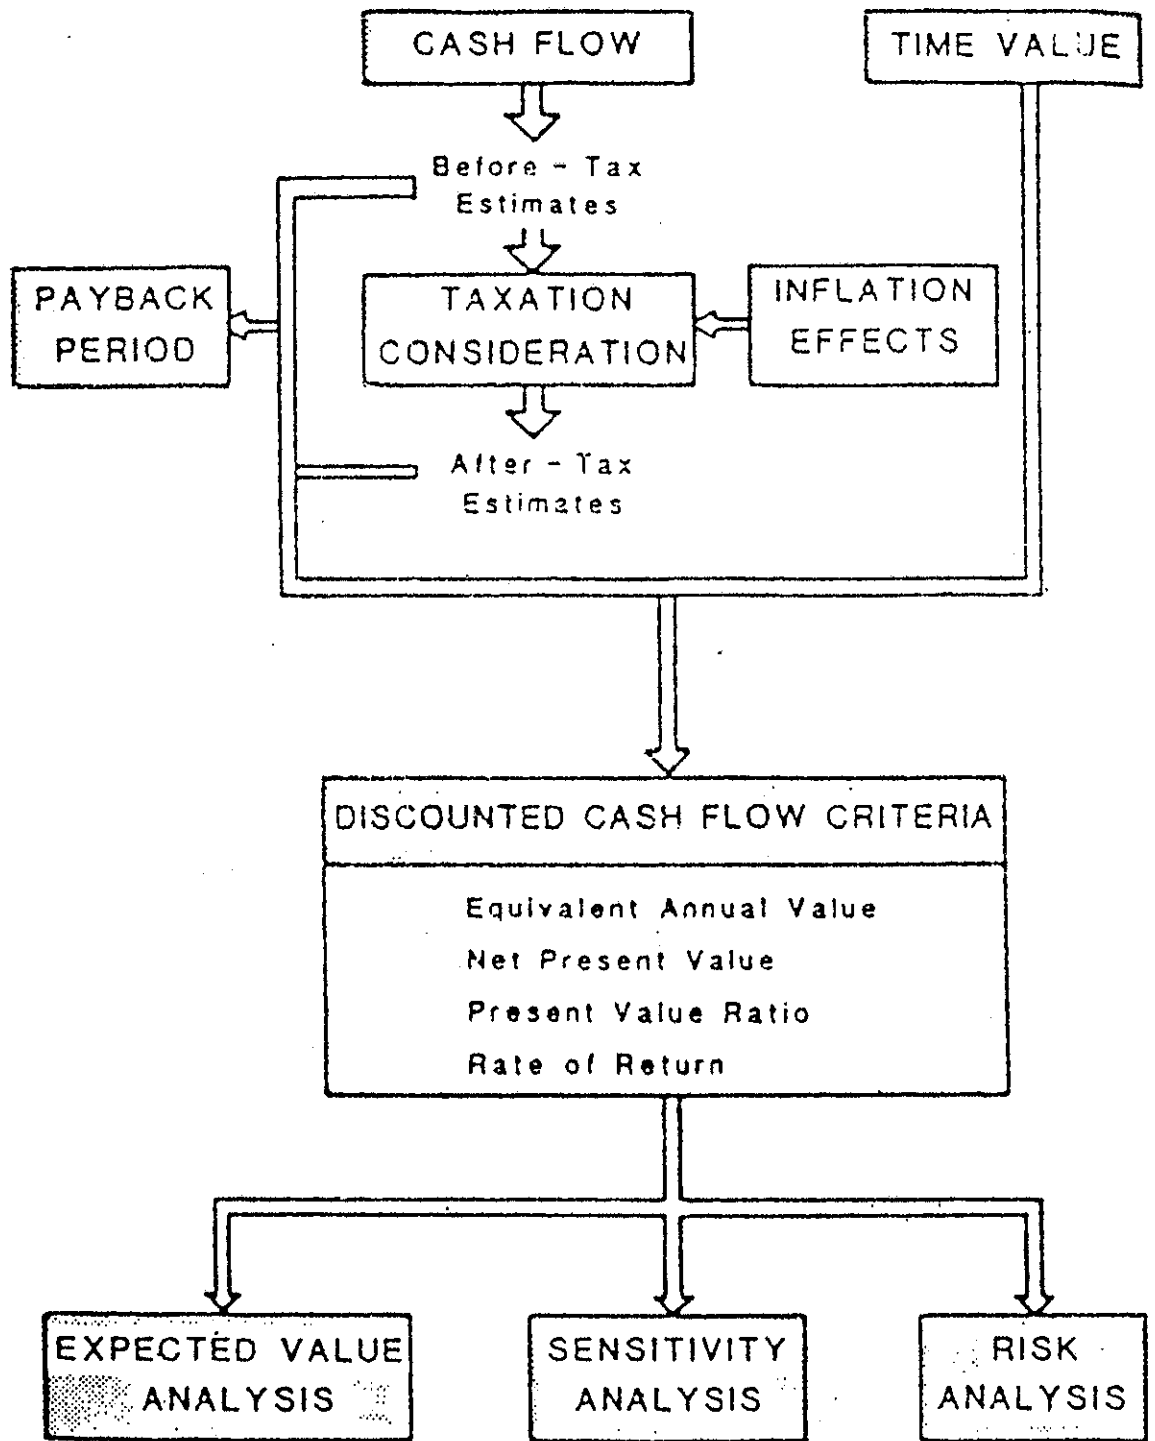 CASH FLOW
TIME VALUE
Before - Tax
Estimates
PAYBACK
PERIOD
TAXATION
CONSIDERATION
INFLATION
EFFECTS
After - Tax
Estimates
DISCOUNTED CASH FLOW CRITERIA
Equivalent Annual Value
Net Present Value
Present Value Ratio
Rate of Return
EXPECTED VALUE
ANALYSIS
SENSITIVITY
ANALYSIS
RISK
ANALYSIS